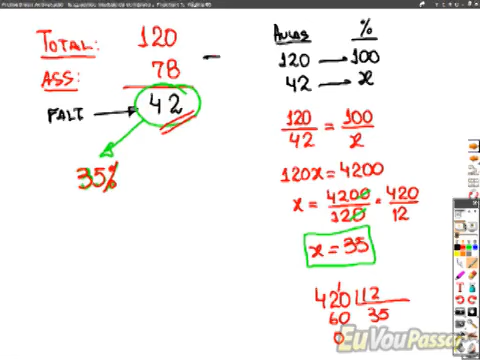 TOTAL: 120
ASS: 78
FALT 42
35%
AULAS %
120 100
42 x
120/42 = 100/x
120x = 4200
x = 4200/120 = 420/12
x = 35
420 12
60 35
0
EuVouPassar